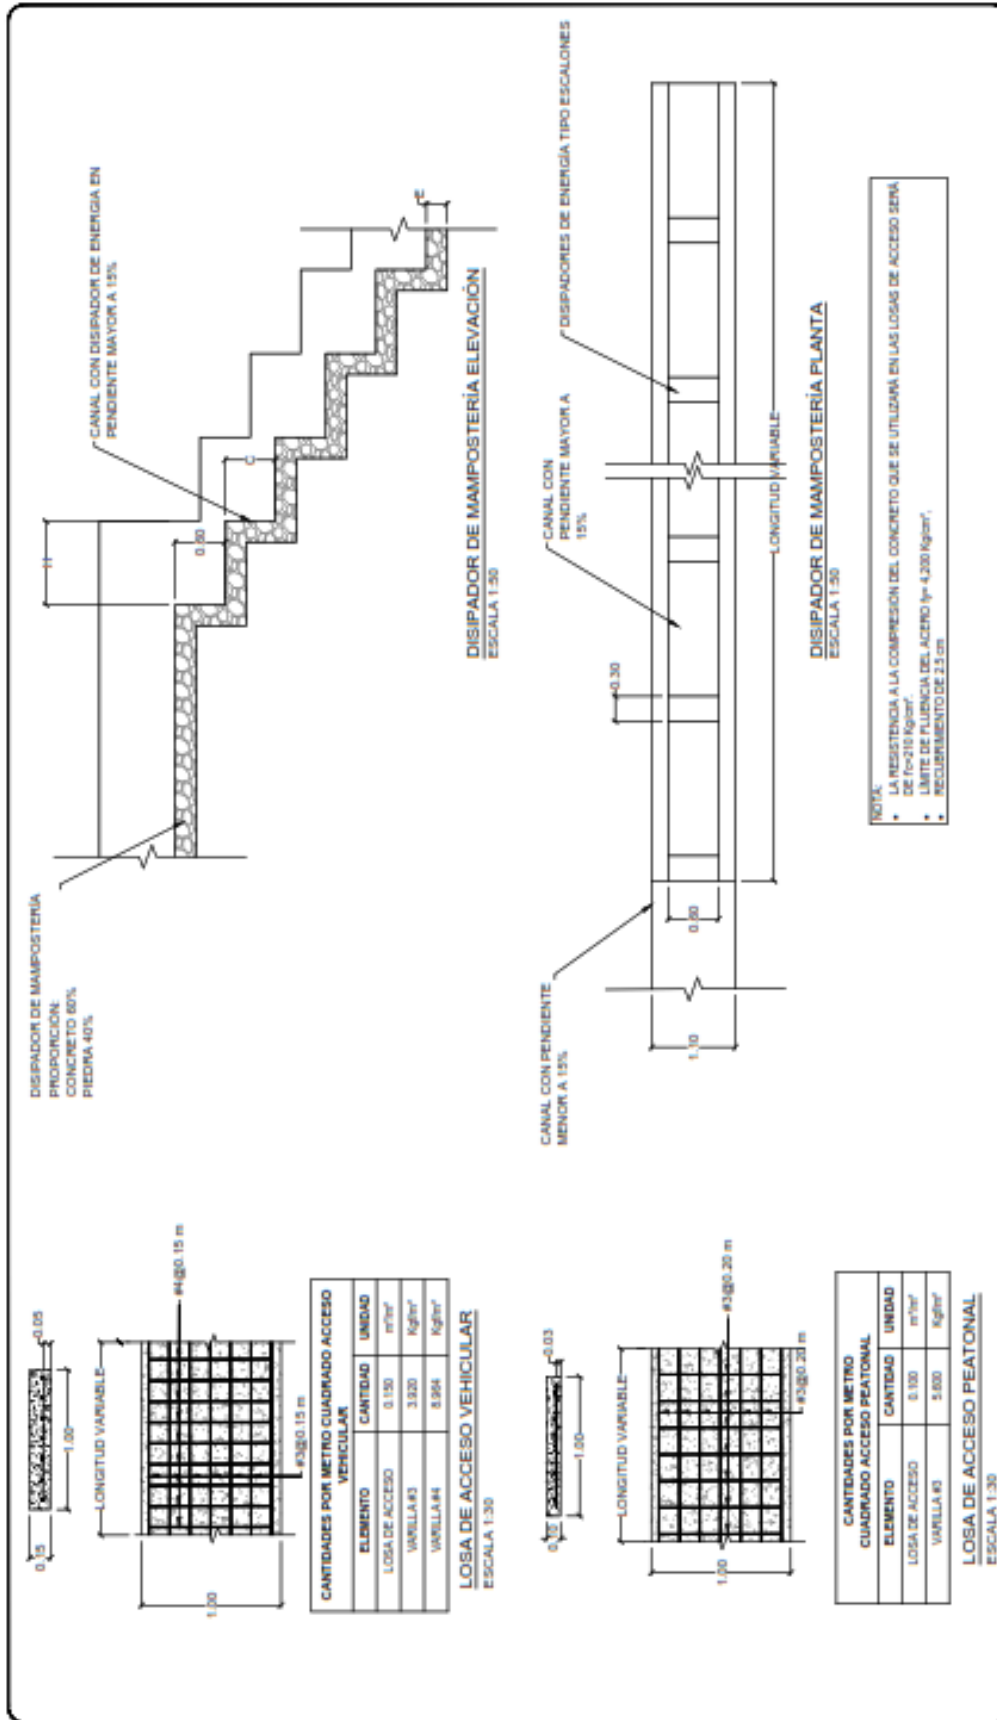 DISIPADOR DE MAMPOSTERÍA
PROPORCIÓN:
CONCRETO 60%
PIEDRA 40%
CANAL CON DISIPADOR DE ENERGIA EN
PENDIENTE MAYOR A 15%
H
0.60
C
E
DISIPADOR DE MAMPOSTERÍA ELEVACIÓN
ESCALA 1:50
CANAL CON PENDIENTE
MENOR A 15%
CANAL CON
PENDIENTE MAYOR A
15%
DISIPADORES DE ENERGÍA TIPO ESCALONES
0.30
0.60
1.10
LONGITUD VARIABLE
DISIPADOR DE MAMPOSTERÍA PLANTA
ESCALA 1:50
NOTA:
• LA RESISTENCIA A LA COMPRESIÓN DEL CONCRETO QUE SE UTILIZARÁ EN LAS LOSAS DE ACCESO SERÁ
DE f'c=210 Kg/cm².
• LÍMITE DE FLUENCIA DEL ACERO fy= 4,200 Kg/cm².
• RECUBRIMIENTO DE 2.5 cm
0.15
0.05
1.00
LONGITUD VARIABLE
#4@0.15 m
1.00
#3@0.15 m
CANTIDADES POR METRO CUADRADO ACCESO
VEHICULAR
ELEMENTO CANTIDAD UNIDAD
LOSA DE ACCESO 0.150 m³/m²
VARILLA #3 3.920 Kg/m²
VARILLA #4 6.964 Kg/m²
LOSA DE ACCESO VEHICULAR
ESCALA 1:30
0.10
0.03
1.00
LONGITUD VARIABLE
#3@0.20 m
1.00
#3@0.20 m
CANTIDADES POR METRO
CUADRADO ACCESO PEATONAL
ELEMENTO CANTIDAD UNIDAD
LOSA DE ACCESO 0.100 m³/m²
VARILLA #3 5.600 Kg/m²
LOSA DE ACCESO PEATONAL
ESCALA 1:30